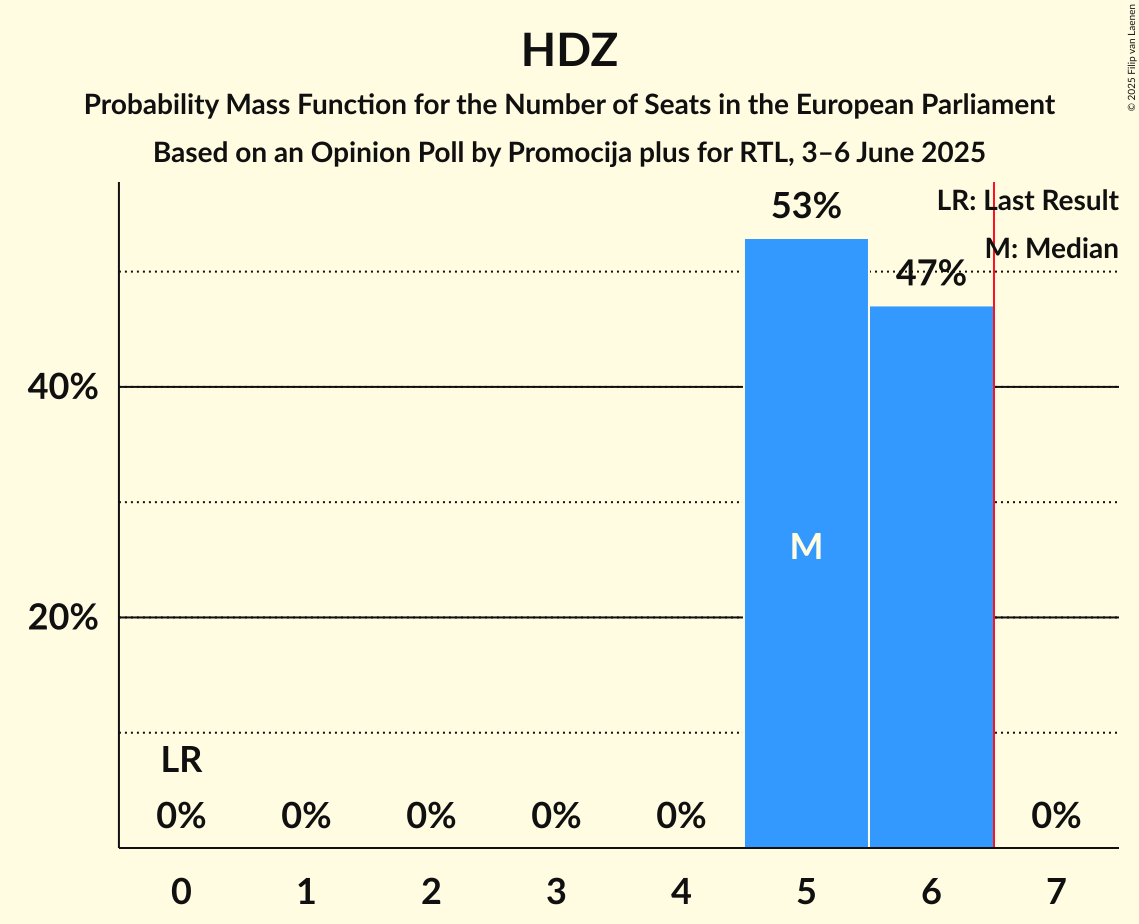 HDZ
Probability Mass Function for the Number of Seats in the European Parliament
Based on an Opinion Poll by Promocija plus for RTL, 3–6 June 2025
© 2025 Filip van Laenen
LR: Last Result
M: Median
53%
47%
40%
20%
M
LR
0% 0% 0% 0% 0% 0%
0 1 2 3 4 5 6 7